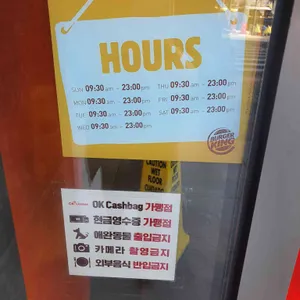 HOURS
SUN 09:30 am - 23:00 pm THU 09:30 am - 23:00 pm
MON 09:30 am - 23:00 pm FRI 09:30 am - 23:00 pm
TUE 09:30 am - 23:00 pm SAT 09:30 am - 23:00 pm
WED 09:30 am - 23:00 pm
BURGER
KING
CAUTION
WET
FLOOR
OK Cashbag 가맹점
현금영수증 가맹점
애완동물 출입금지
카메라 촬영금지
외부음식 반입금지